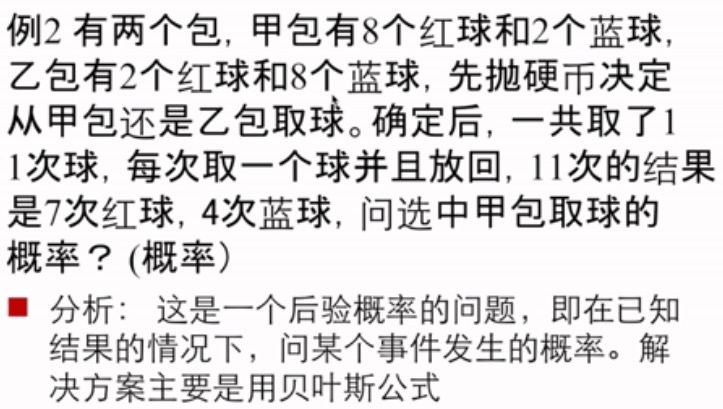 例2 有两个包, 甲包有8个红球和2个蓝球,
乙包有2个红球和8个蓝球, 先抛硬币决定
从甲包还是乙包取球。确定后, 一共取了1
1次球, 每次取一个球并且放回, 11次的结果
是7次红球, 4次蓝球, 问选中甲包取球的
概率？(概率）
分析： 这是一个后验概率的问题，即在已知
结果的情况下，问某个事件发生的概率。解
决方案主要是用贝叶斯公式